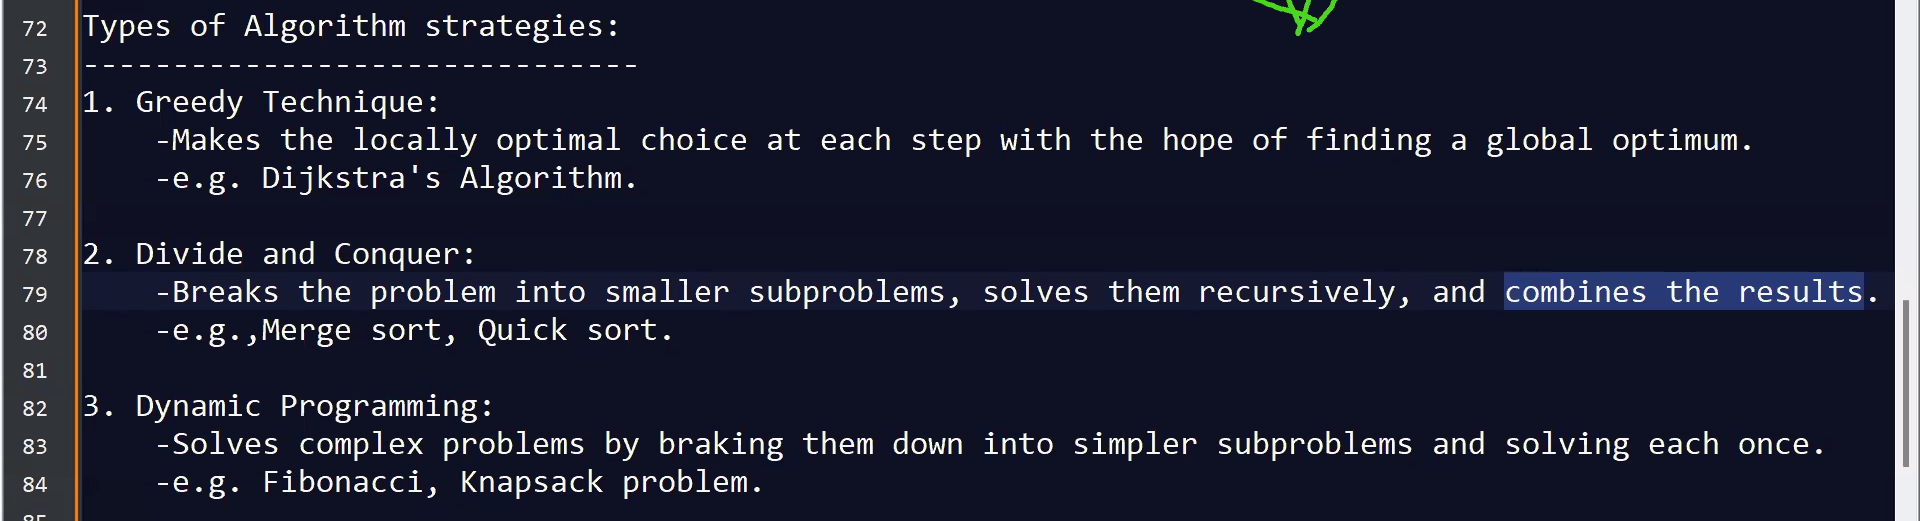 72 Types of Algorithm strategies:
73 -------------------------------
74 1. Greedy Technique:
75 -Makes the locally optimal choice at each step with the hope of finding a global optimum.
76 -e.g. Dijkstra's Algorithm.
77
78 2. Divide and Conquer:
79 -Breaks the problem into smaller subproblems, solves them recursively, and combines the results.
80 -e.g.,Merge sort, Quick sort.
81
82 3. Dynamic Programming:
83 -Solves complex problems by braking them down into simpler subproblems and solving each once.
84 -e.g. Fibonacci, Knapsack problem.
85